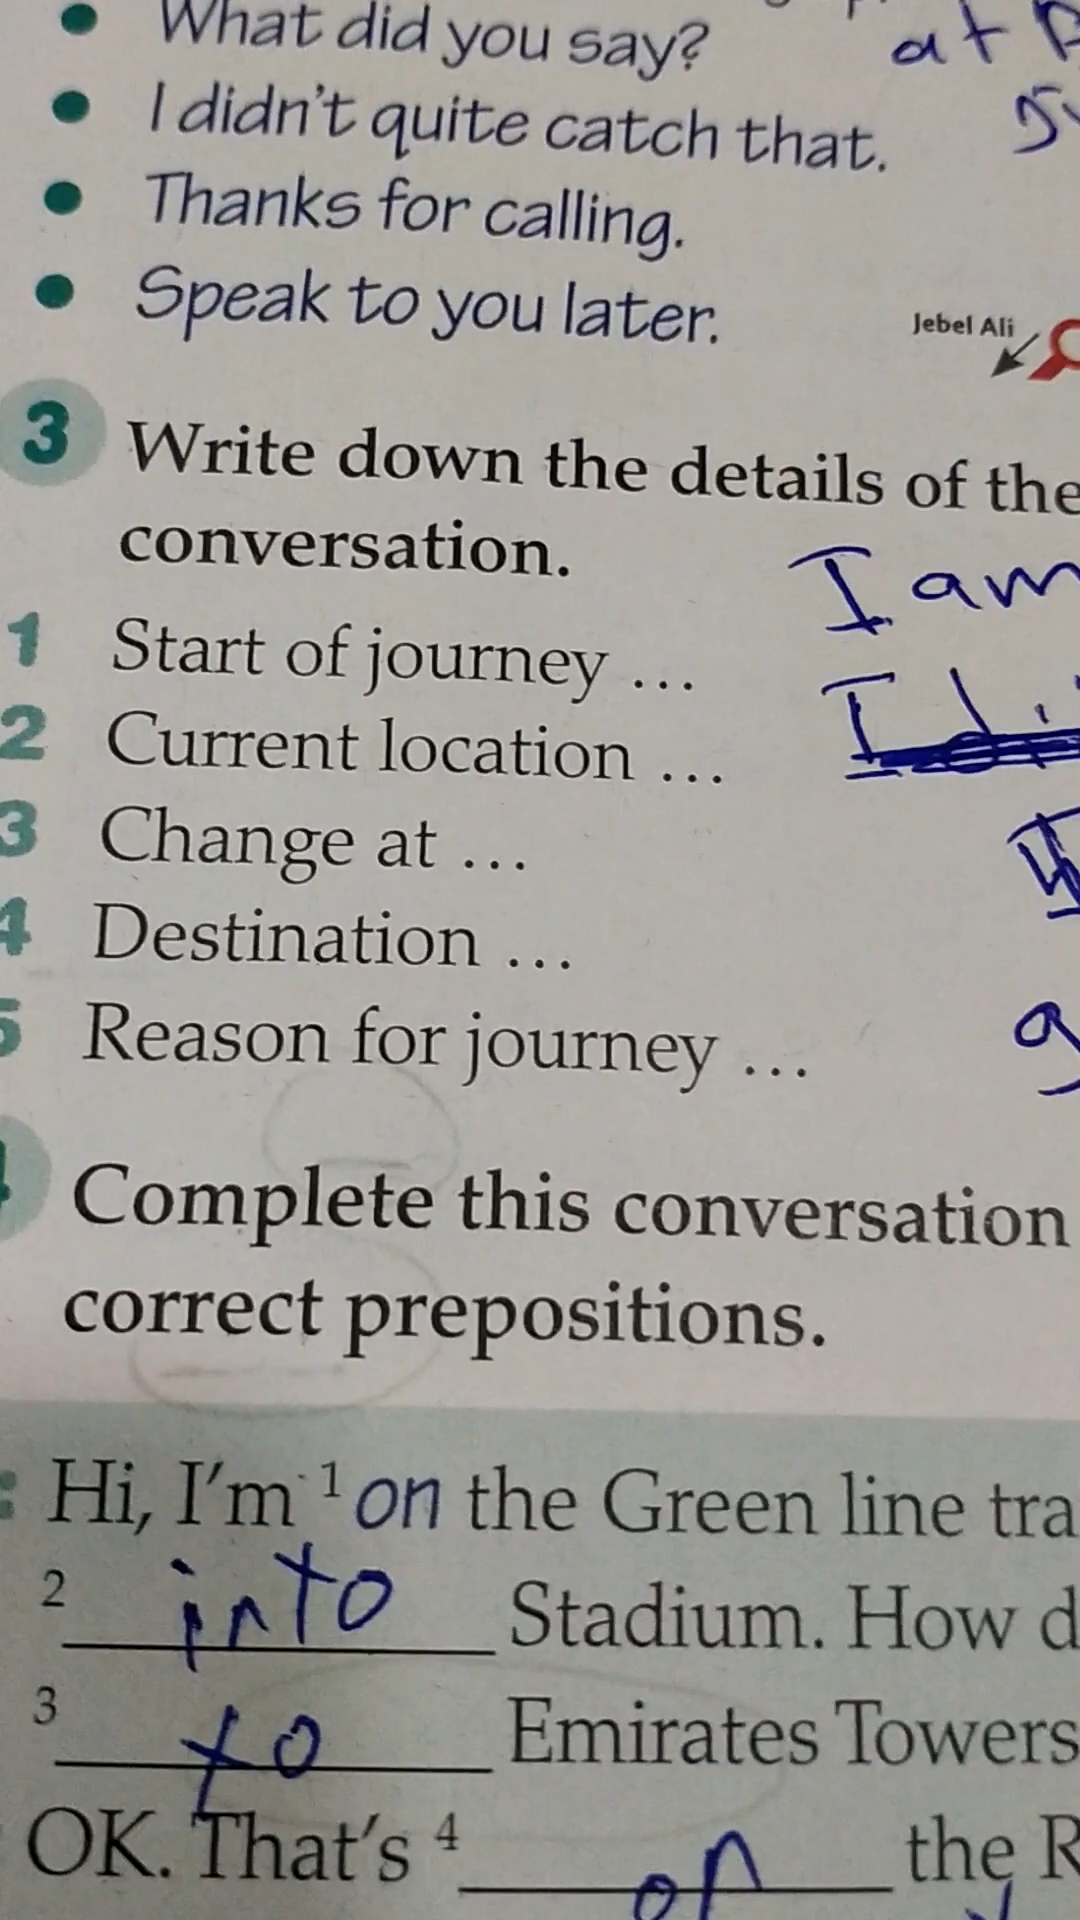 What did you say?
at
I didn't quite catch that.
Thanks for calling.
Speak to you later.
Jebel Ali
3 Write down the details of the
conversation.
I am
1 Start of journey ...
2 Current location ...
3 Change at ...
4 Destination ...
5 Reason for journey ...
Complete this conversation
correct prepositions.
Hi, I'm 1 on the Green line tra
2 into Stadium. How d
3 to Emirates Towers
OK. That's 4 on the R